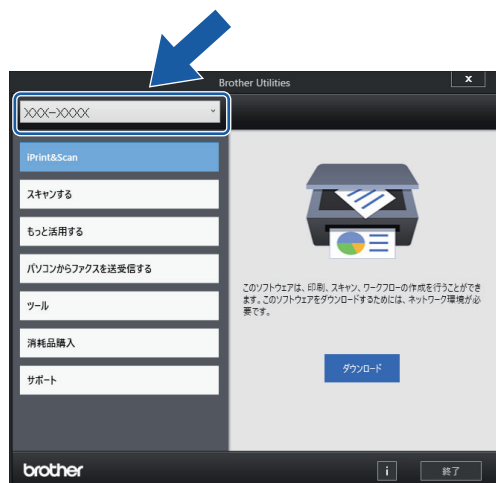 Brother Utilities
X
XXX-XXXX
iPrint&Scan
スキャンする
もっと活用する
パソコンからファクスを送受信する
ツール
消耗品購入
サポート
このソフトウェアは、印刷、スキャン、ワークフローの作成を行うことができ
ます。このソフトウェアをダウンロードするためには、ネットワーク環境が必
要です。
ダウンロード
brother
i
終了